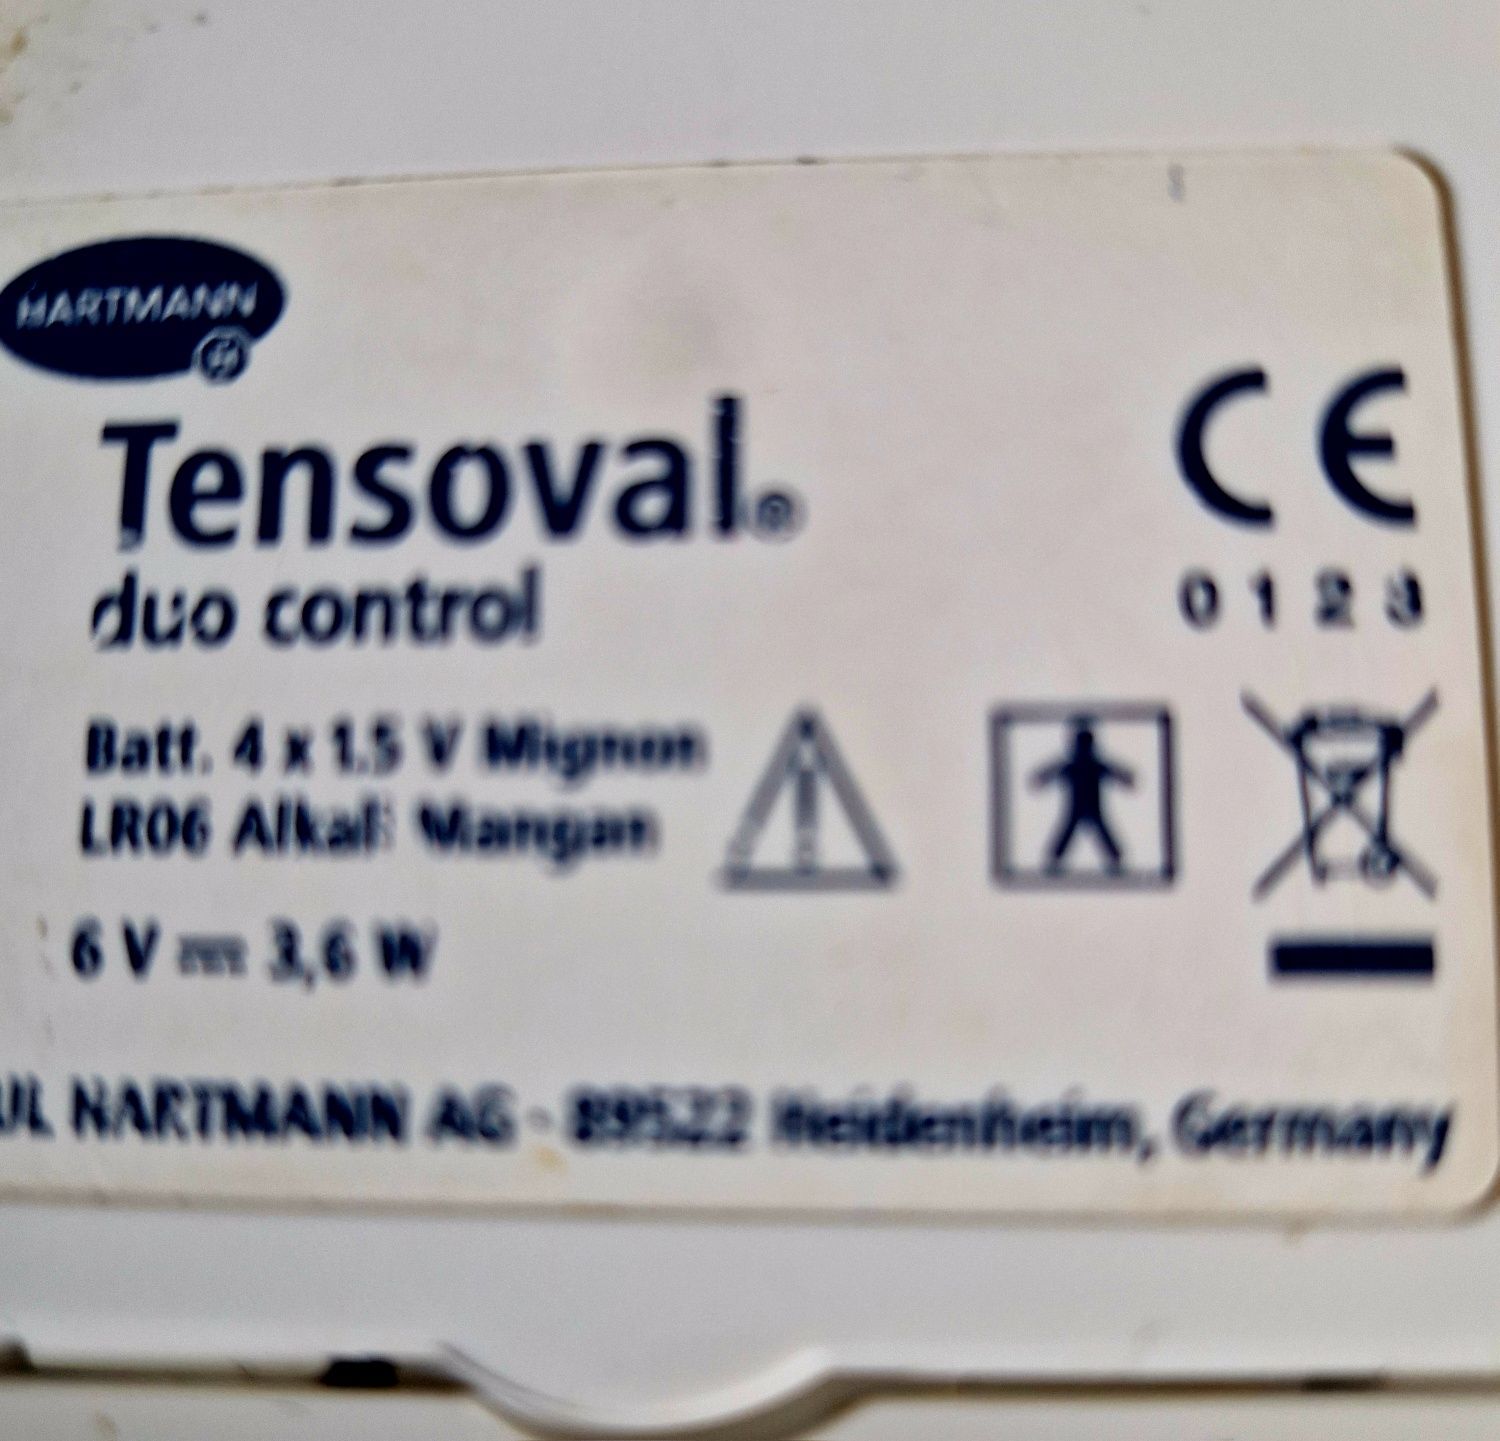 HARTMANN
Tensoval®
duo control
Batt. 4 x 1.5 V Mignon
LR06 Alkali Mangan
6 V ⎓ 3,6 W
UL HARTMANN AG · 89522 Heidenheim, Germany
CE
0123